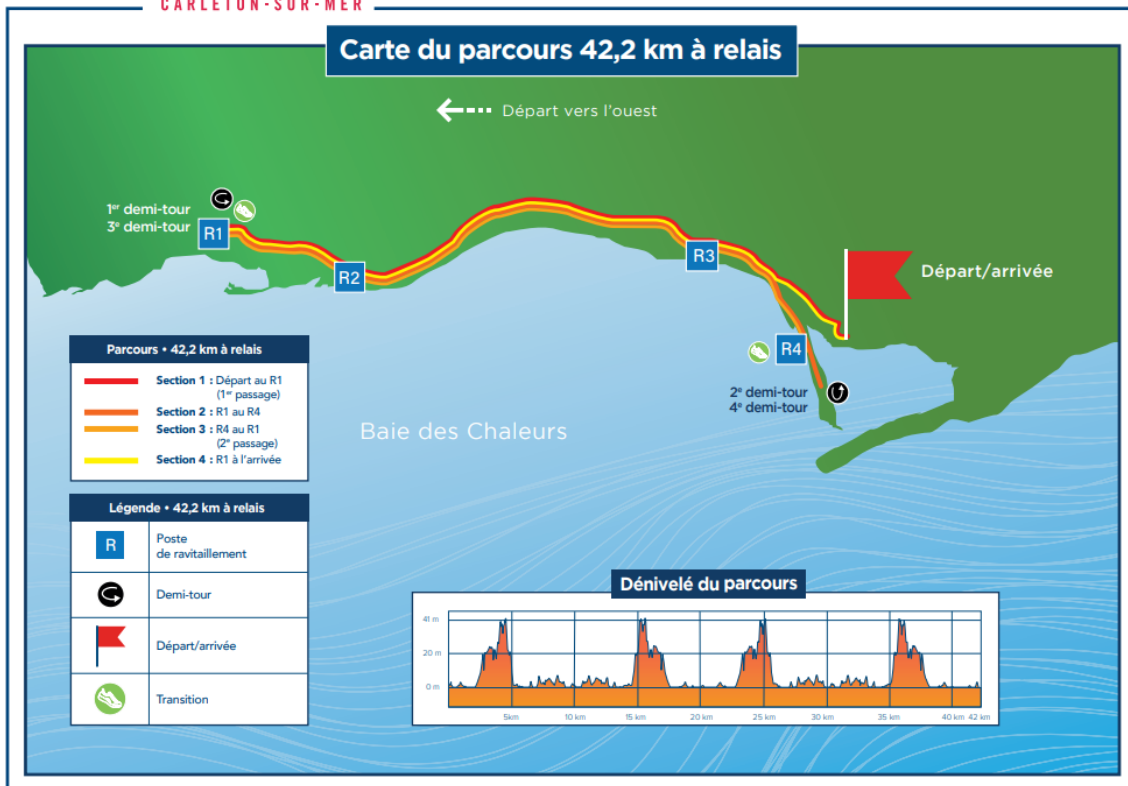 CARLETON-SUR-MER
Carte du parcours 42,2 km à relais
Départ vers l'ouest
1er demi-tour
3e demi-tour
R1
R2
R3
Départ/arrivée
R4
2e demi-tour
4e demi-tour
Baie des Chaleurs
Parcours • 42,2 km à relais
Section 1 : Départ au R1
(1er passage)
Section 2 : R1 au R4
Section 3 : R4 au R1
(2e passage)
Section 4 : R1 à l'arrivée
Légende • 42,2 km à relais
R
Poste
de ravitaillement
Demi-tour
Départ/arrivée
Transition
Dénivelé du parcours
41 m
20 m
0 m
5km 10 km 15 km 20 km 25 km 30 km 35 km 40 km 42 km